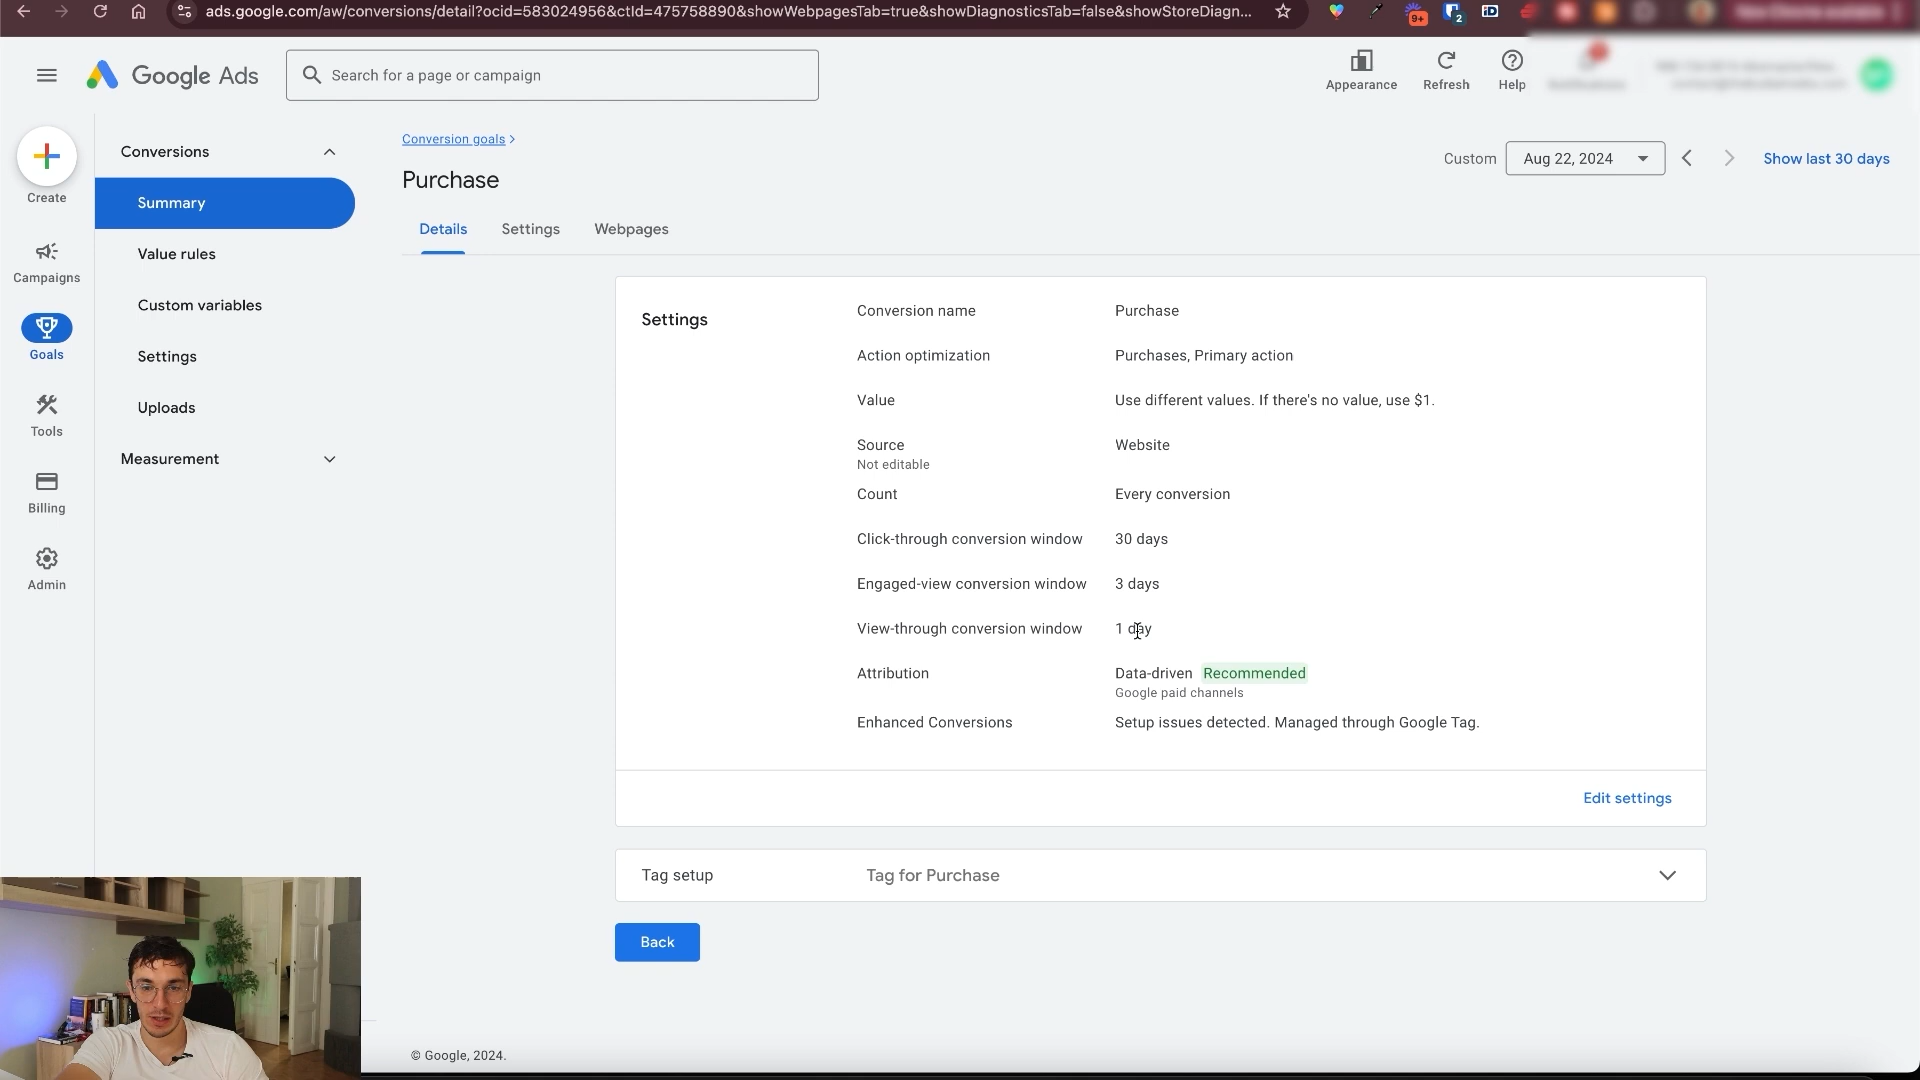 ads.google.com/aw/conversions/detail?ocid=583024956&ctId=475758890&showWebpagesTab=true&showDiagnosticsTab=false&showStoreDiagn...
9+
2
Google Ads
Search for a page or campaign
Appearance
Refresh
Help
Create
Campaigns
Goals
Tools
Billing
Admin
Conversions
Summary
Value rules
Custom variables
Settings
Uploads
Measurement
Conversion goals
Purchase
Custom
Aug 22, 2024
Show last 30 days
Details
Settings
Webpages
Settings
Conversion name
Purchase
Action optimization
Purchases, Primary action
Value
Use different values. If there's no value, use $1.
Source
Not editable
Website
Count
Every conversion
Click-through conversion window
30 days
Engaged-view conversion window
3 days
View-through conversion window
1 day
Attribution
Data-driven Recommended
Google paid channels
Enhanced Conversions
Setup issues detected. Managed through Google Tag.
Edit settings
Tag setup
Tag for Purchase
Back
© Google, 2024.